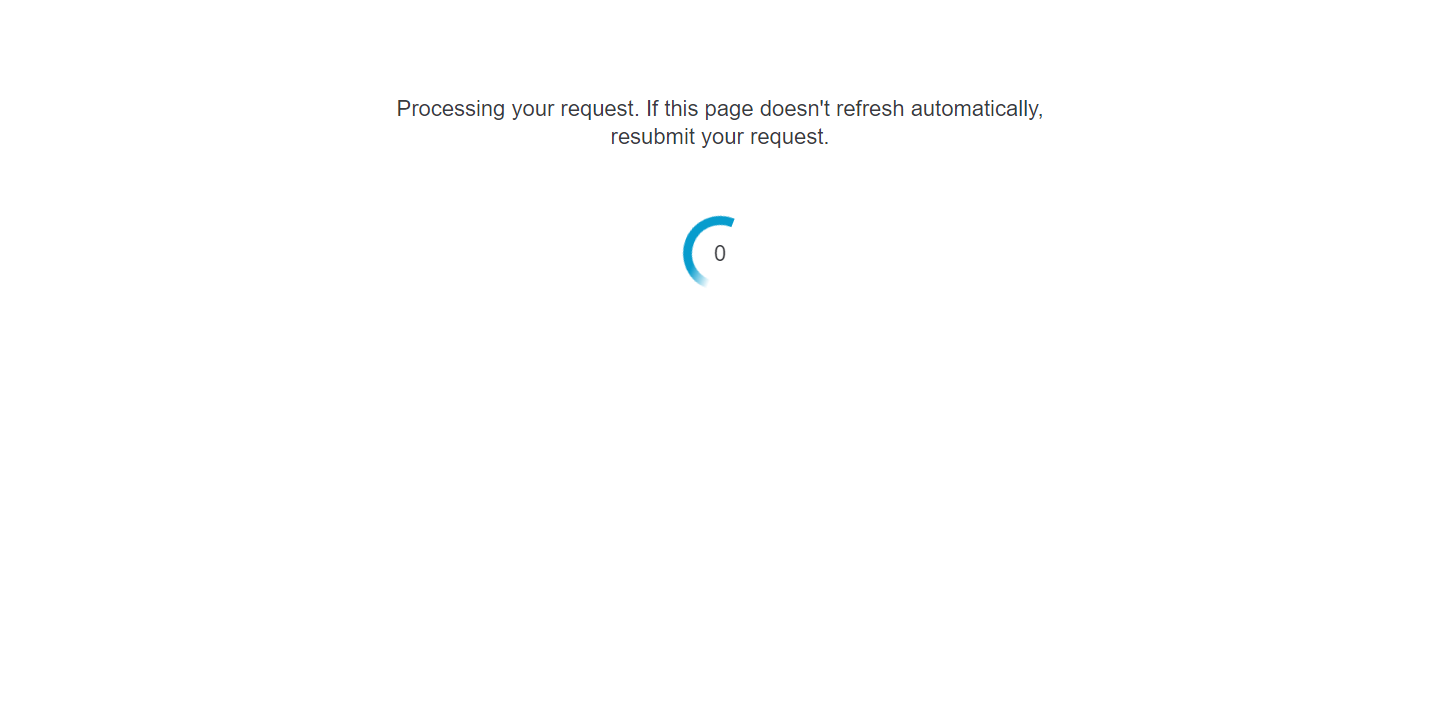 Processing your request. If this page doesn't refresh automatically,
resubmit your request.
0